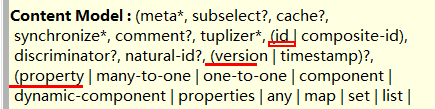 Content Model : (meta*, subselect?, cache?,
synchronize*, comment?, tuplizer*, (id | composite-id),
discriminator?, natural-id?, (version | timestamp)?,
(property | many-to-one | one-to-one | component |
dynamic-component | properties | any | map | set | list |